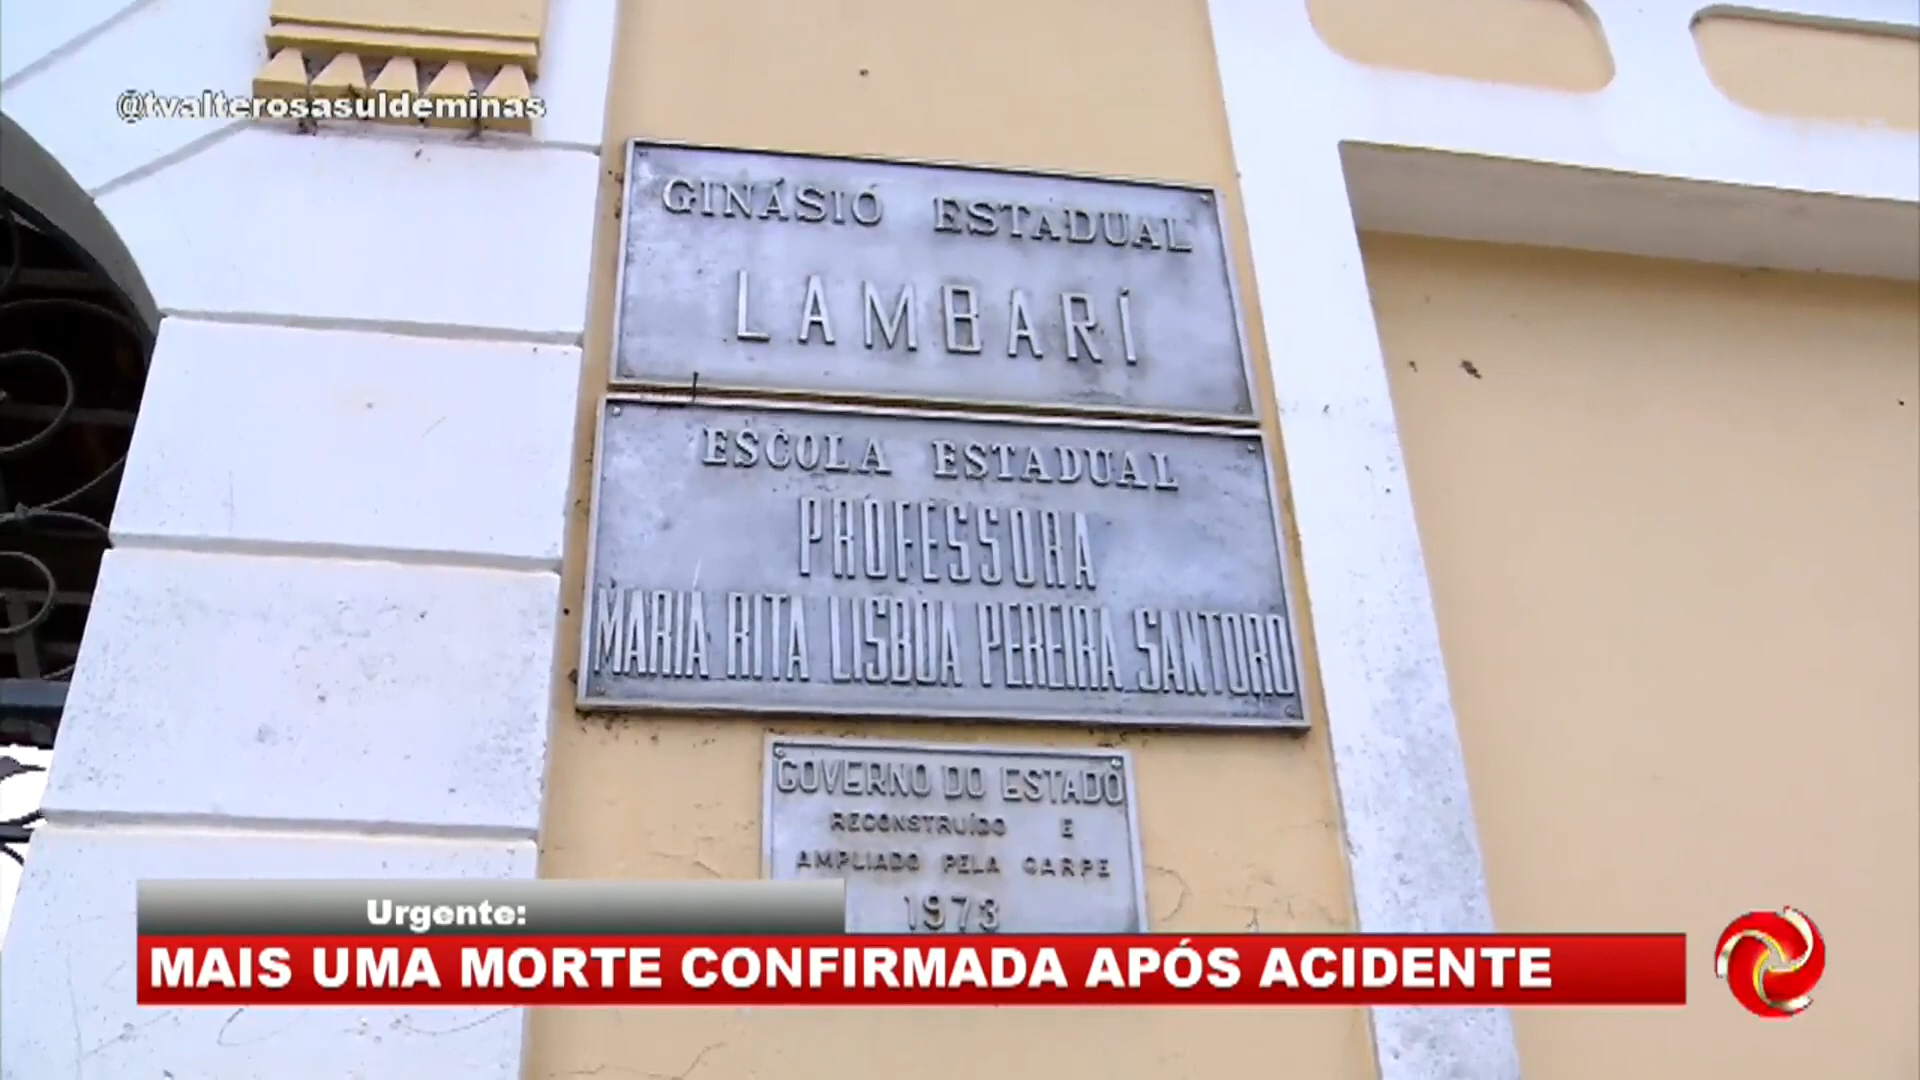 @tvalterosasuldeminas
GINÁSIÓ ESTADUAL
LAMBARÍ
ESCOLA ESTADUAL
PROFESSORA
MARIA RITA LISBOA PEREIRA SANTORO
GOVERNO DO ESTADO
RECONSTRUÍDO E
AMPLIADO PELA CARPE
1973
Urgente:
MAIS UMA MORTE CONFIRMADA APÓS ACIDENTE